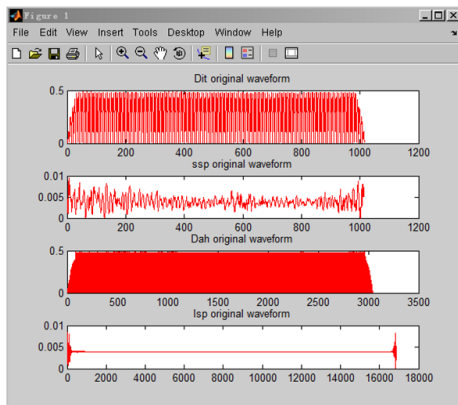 Figure 1
File Edit View Insert Tools Desktop Window Help
Dit original waveform
0.5
0
0 200 400 600 800 1000 1200
ssp original waveform
0.01
0.005
0
0 200 400 600 800 1000 1200
Dah original waveform
0.5
0
0 500 1000 1500 2000 2500 3000 3500
lsp original waveform
0.01
0.005
0
0 2000 4000 6000 8000 10000 12000 14000 16000 18000